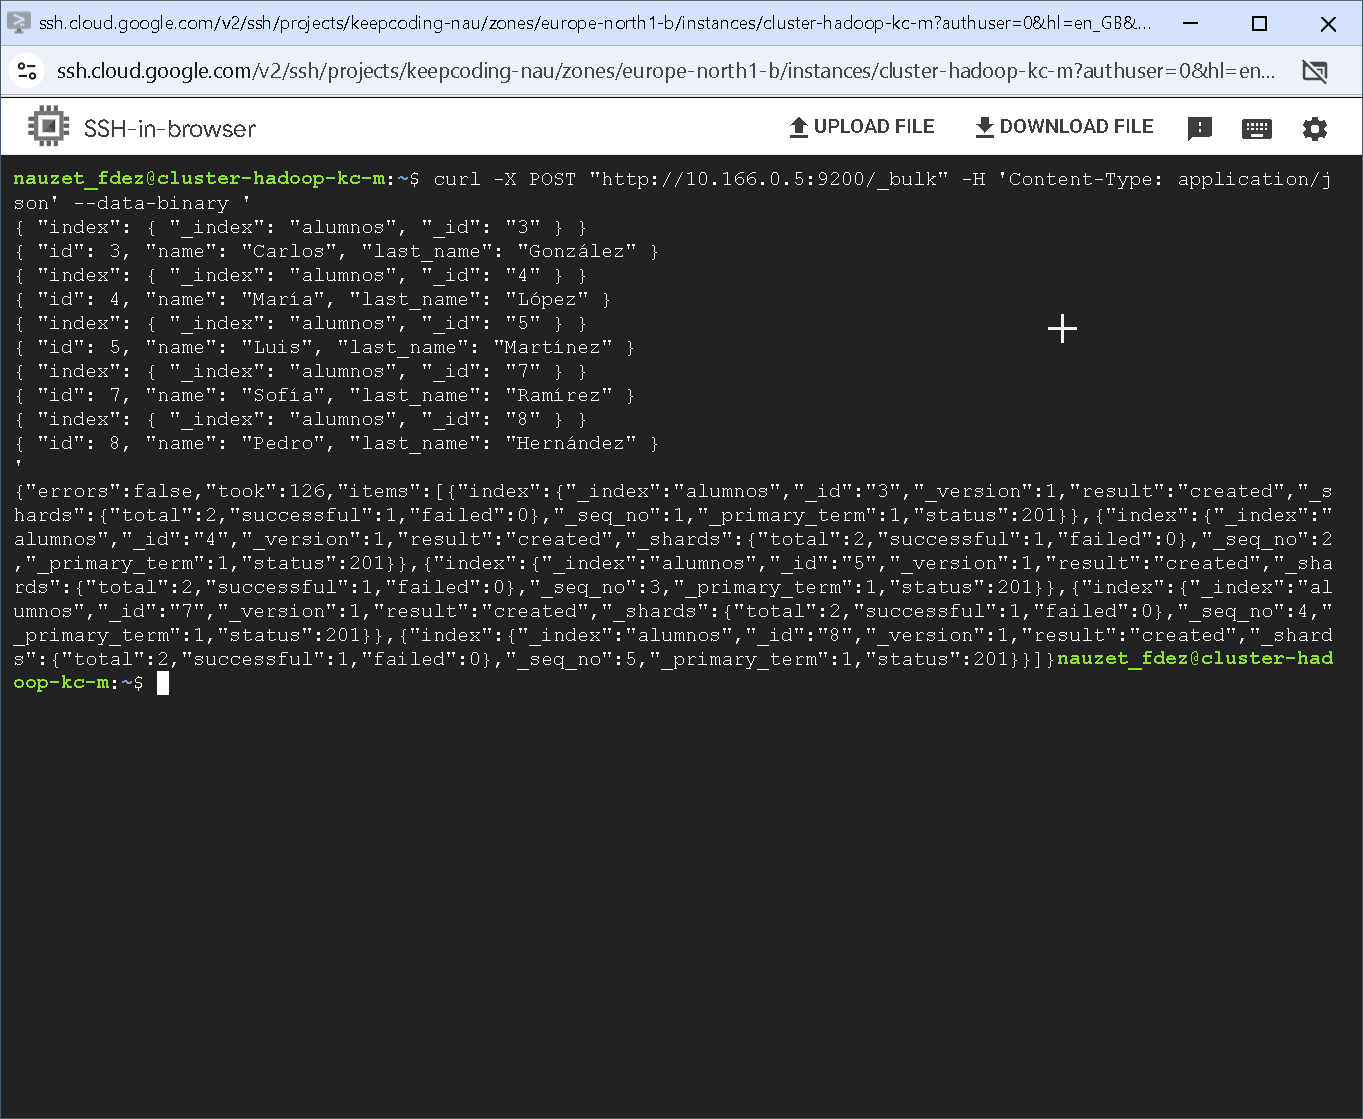 ssh.cloud.google.com/v2/ssh/projects/keepcoding-nau/zones/europe-north1-b/instances/cluster-hadoop-kc-m?authuser=0&hl=en_GB&...
ssh.cloud.google.com/v2/ssh/projects/keepcoding-nau/zones/europe-north1-b/instances/cluster-hadoop-kc-m?authuser=0&hl=en...
SSH-in-browser
UPLOAD FILE
DOWNLOAD FILE
nauzet_fdez@cluster-hadoop-kc-m:~$ curl -X POST "http://10.166.0.5:9200/_bulk" -H 'Content-Type: application/j
son' --data-binary '
{ "index": { "_index": "alumnos", "_id": "3" } }
{ "id": 3, "name": "Carlos", "last_name": "González" }
{ "index": { "_index": "alumnos", "_id": "4" } }
{ "id": 4, "name": "María", "last_name": "López" }
{ "index": { "_index": "alumnos", "_id": "5" } }
{ "id": 5, "name": "Luis", "last_name": "Martínez" }
{ "index": { "_index": "alumnos", "_id": "7" } }
{ "id": 7, "name": "Sofía", "last_name": "Ramírez" }
{ "index": { "_index": "alumnos", "_id": "8" } }
{ "id": 8, "name": "Pedro", "last_name": "Hernández" }
'
{"errors":false,"took":126,"items":[{"index":{"_index":"alumnos","_id":"3","_version":1,"result":"created","_s
hards":{"total":2,"successful":1,"failed":0},"_seq_no":1,"_primary_term":1,"status":201}},{"index":{"_index":"
alumnos","_id":"4","_version":1,"result":"created","_shards":{"total":2,"successful":1,"failed":0},"_seq_no":2
,"_primary_term":1,"status":201}},{"index":{"_index":"alumnos","_id":"5","_version":1,"result":"created","_sha
rds":{"total":2,"successful":1,"failed":0},"_seq_no":3,"_primary_term":1,"status":201}},{"index":{"_index":"al
umnos","_id":"7","_version":1,"result":"created","_shards":{"total":2,"successful":1,"failed":0},"_seq_no":4,"
_primary_term":1,"status":201}},{"index":{"_index":"alumnos","_id":"8","_version":1,"result":"created","_shard
s":{"total":2,"successful":1,"failed":0},"_seq_no":5,"_primary_term":1,"status":201}}]}nauzet_fdez@cluster-had
oop-kc-m:~$